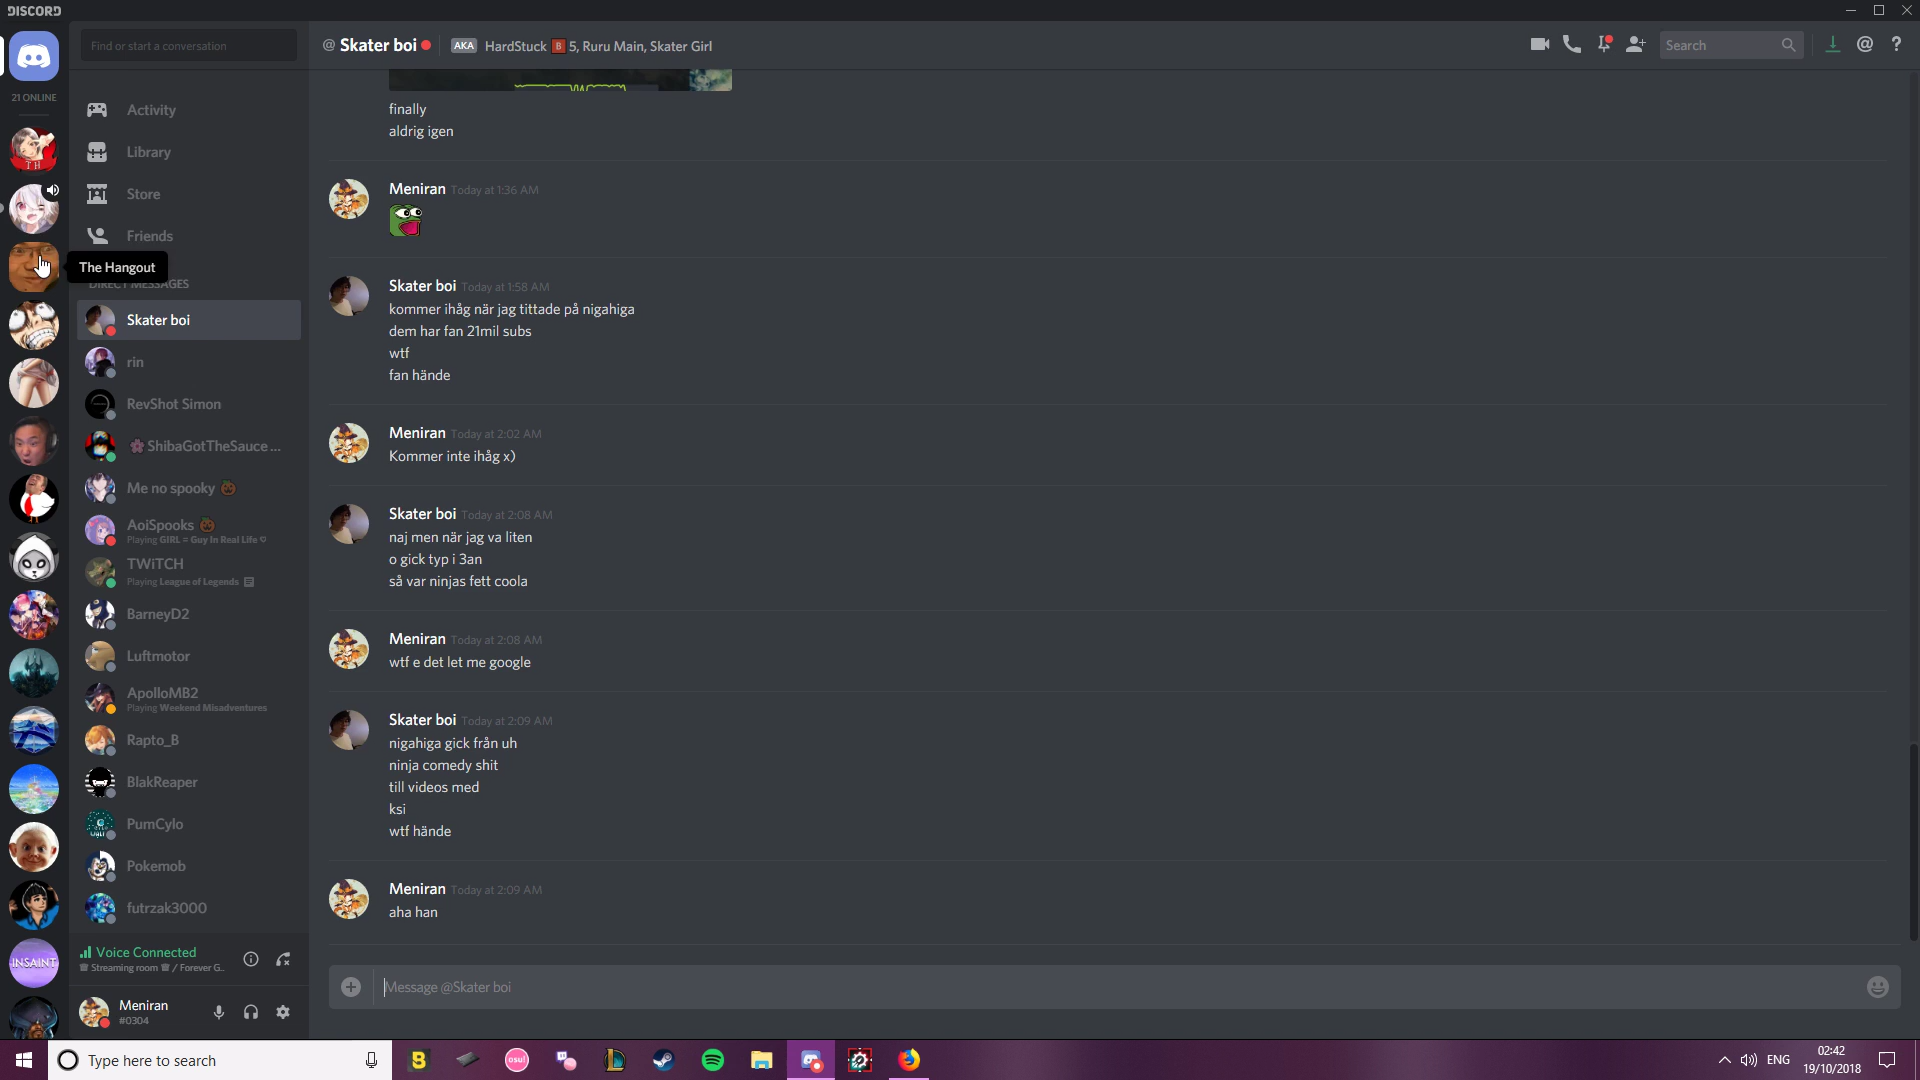 DISCORD
Find or start a conversation
@ Skater boi
AKA HardStuck B 5, Ruru Main, Skater Girl
Search
21 ONLINE
TH
The Hangout
INSAINT
Activity
Library
Store
Friends
DIRECT MESSAGES
Skater boi
rin
RevShot Simon
ShibaGotTheSauce ...
Me no spooky
AoiSpooks
Playing GIRL = Guy In Real Life
TWiTCH
Playing League of Legends
BarneyD2
Luftmotor
ApolloMB2
Playing Weekend Misadventures
Rapto_B
BlakReaper
PumCylo
Pokemob
futrzak3000
Voice Connected
Streaming room / Forever G..
Meniran
#0304
finally
aldrig igen
Meniran Today at 1:36 AM
Skater boi Today at 1:58 AM
kommer ihåg när jag tittade på nigahiga
dem har fan 21mil subs
wtf
fan hände
Meniran Today at 2:02 AM
Kommer inte ihåg x)
Skater boi Today at 2:08 AM
naj men när jag va liten
o gick typ i 3an
så var ninjas fett coola
Meniran Today at 2:08 AM
wtf e det let me google
Skater boi Today at 2:09 AM
nigahiga gick från uh
ninja comedy shit
till videos med
ksi
wtf hände
Meniran Today at 2:09 AM
aha han
Message @Skater boi
Type here to search
B
osu!
ENG
02:42
19/10/2018